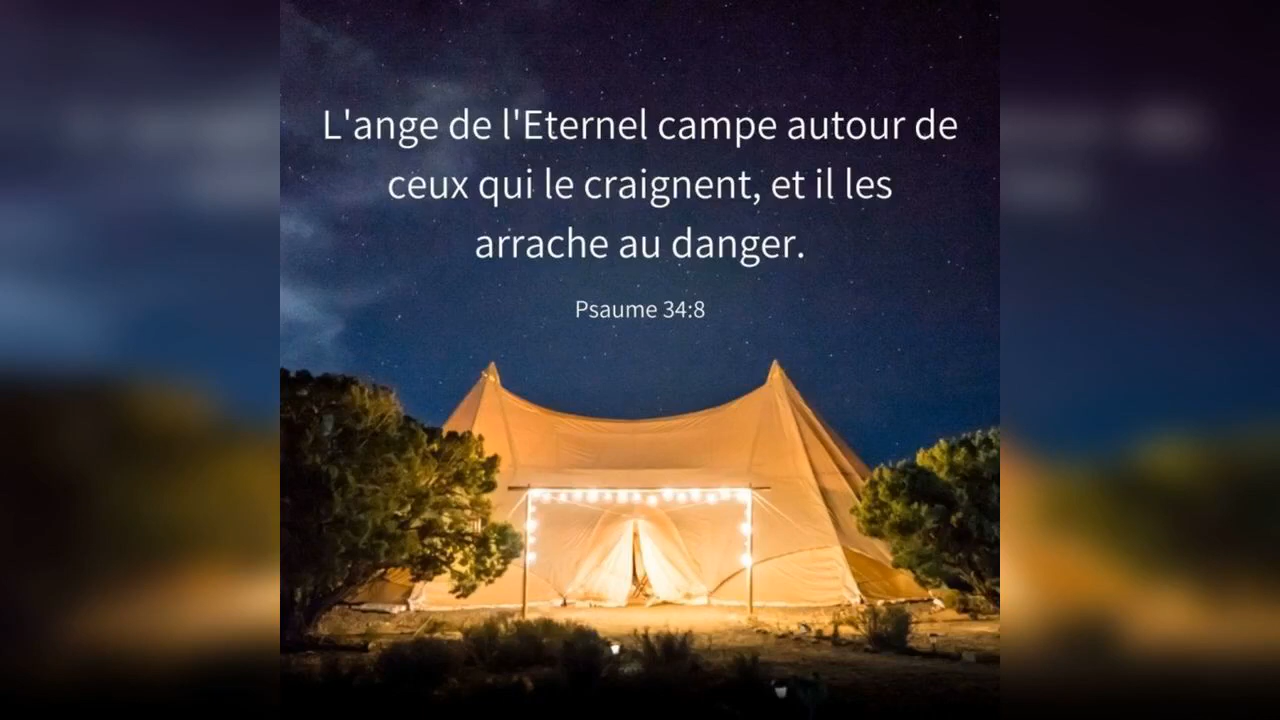 L'ange de l'Eternel campe autour de
ceux qui le craignent, et il les
arrache au danger.
Psaume 34:8